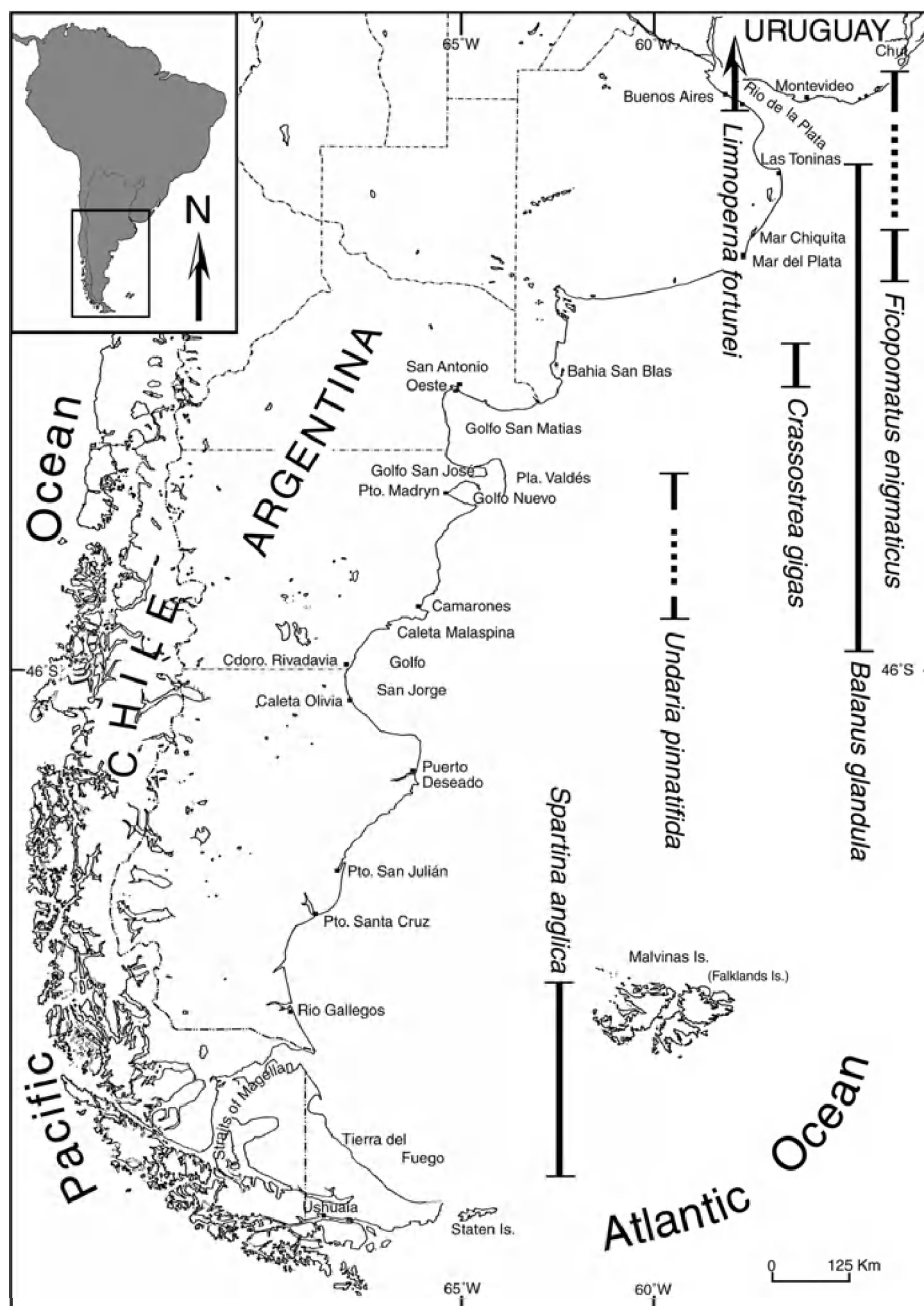 65°W
60°W
URUGUAY
Chui
Montevideo
Buenos Aires
Rio de la Plata
N
Las Toninas
Limnoperna fortunei
Mar Chiquita
Mar del Plata
Ficopomatus enigmaticus
Ocean
ARGENTINA
San Antonio
Oeste
Bahia San Blas
Crassostrea gigas
Golfo San Matias
Golfo San José
Pla. Valdés
Pto. Madryn
Golfo Nuevo
CHILE
Camarones
Caleta Malaspina
Undaria pinnatifida
46°S
Cdoro. Rivadavia
Golfo
San Jorge
46°S
Caleta Olivia
Balanus glandula
Puerto
Deseado
Spartina anglica
Pto. San Julián
Pto. Santa Cruz
Malvinas Is.
(Falklands Is.)
Rio Gallegos
Pacific
Straits of Magellan
Tierra del
Fuego
Atlantic Ocean
Ushuaia
Staten Is.
0 125 Km
65°W
60°W